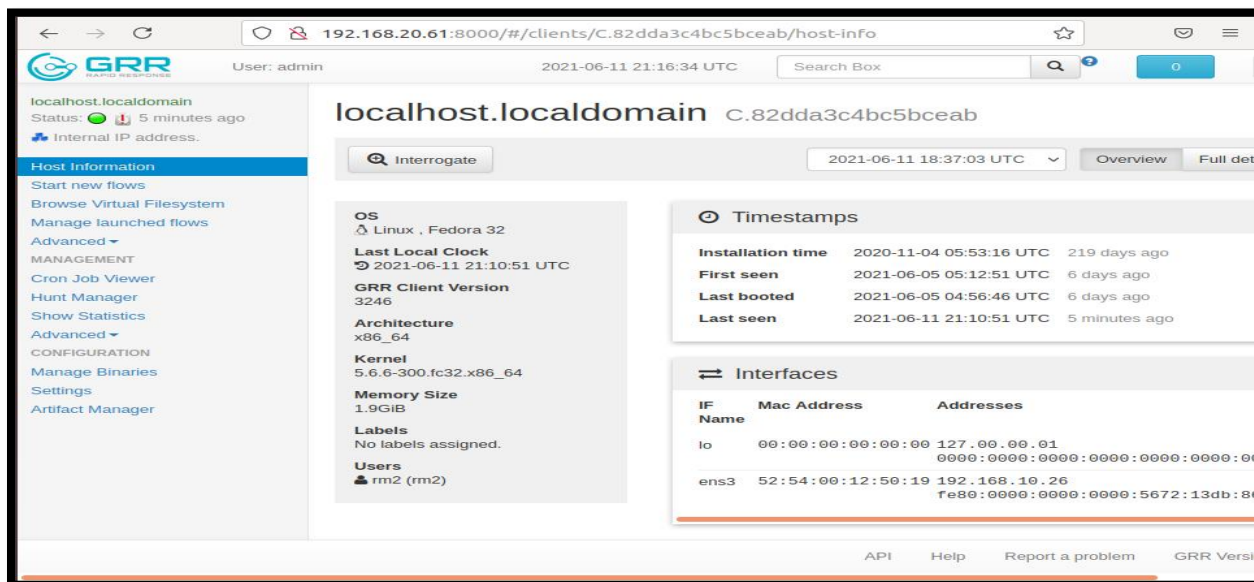 192.168.20.61:8000/#/clients/C.82dda3c4bc5bceab/host-info
GRR
RAPID RESPONSE
User: admin
2021-06-11 21:16:34 UTC
Search Box
0
localhost.localdomain
Status: 5 minutes ago
Internal IP address.
Host Information
Start new flows
Browse Virtual Filesystem
Manage launched flows
Advanced
MANAGEMENT
Cron Job Viewer
Hunt Manager
Show Statistics
Advanced
CONFIGURATION
Manage Binaries
Settings
Artifact Manager
localhost.localdomain C.82dda3c4bc5bceab
Interrogate
2021-06-11 18:37:03 UTC
Overview
Full det
OS
Linux , Fedora 32
Last Local Clock
2021-06-11 21:10:51 UTC
GRR Client Version
3246
Architecture
x86_64
Kernel
5.6.6-300.fc32.x86_64
Memory Size
1.9GiB
Labels
No labels assigned.
Users
rm2 (rm2)
Timestamps
Installation time 2020-11-04 05:53:16 UTC 219 days ago
First seen 2021-06-05 05:12:51 UTC 6 days ago
Last booted 2021-06-05 04:56:46 UTC 6 days ago
Last seen 2021-06-11 21:10:51 UTC 5 minutes ago
Interfaces
IF Name Mac Address Addresses
lo 00:00:00:00:00:00 127.00.00.01
0000:0000:0000:0000:0000:0000:00
ens3 52:54:00:12:50:19 192.168.10.26
fe80:0000:0000:0000:5672:13db:8
API Help Report a problem GRR Versi